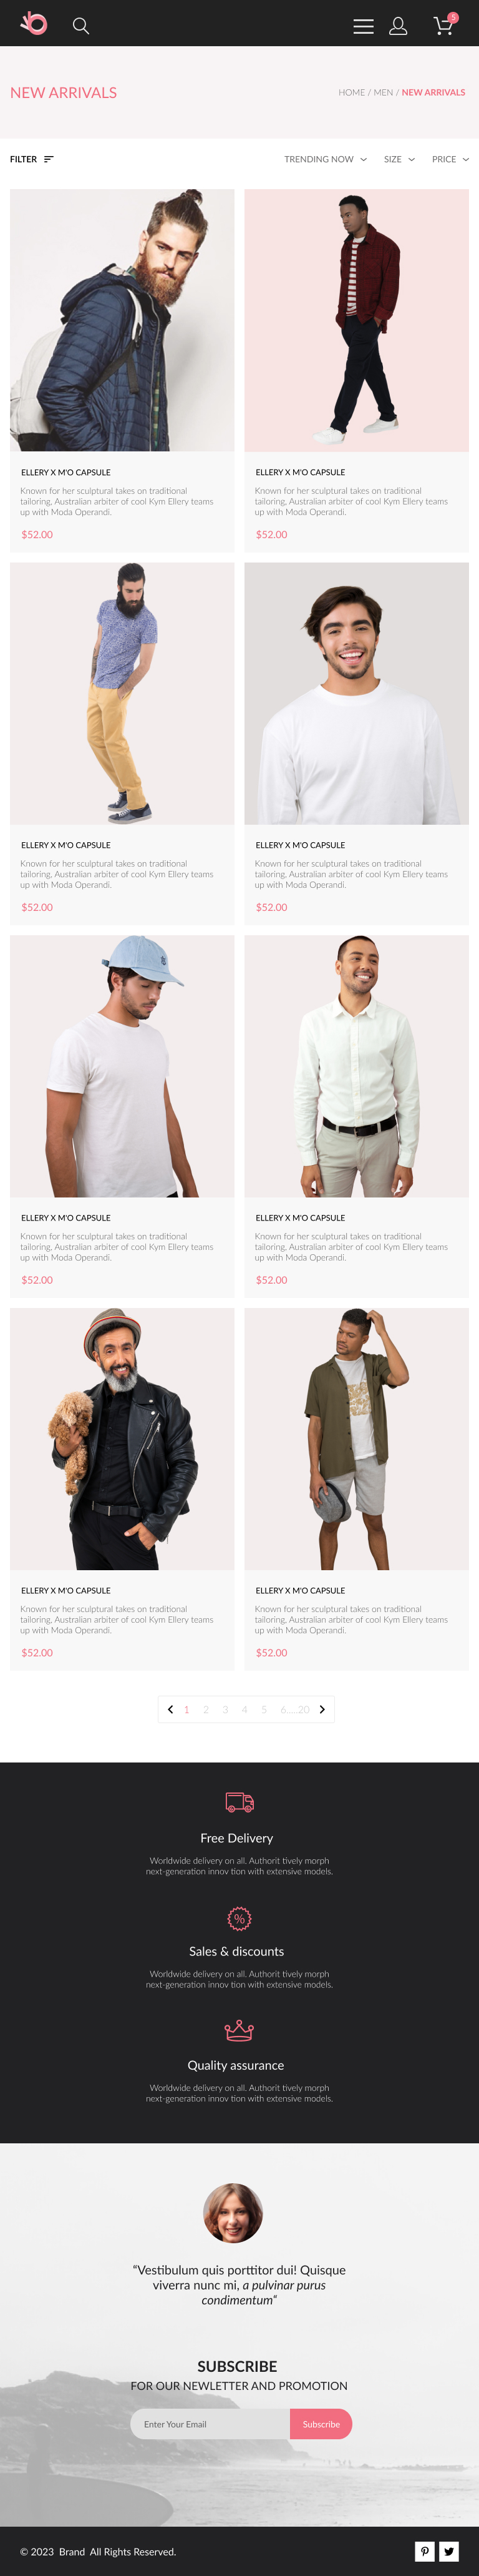 5
NEW ARRIVALS
HOME / MEN / NEW ARRIVALS
FILTER
TRENDING NOW
SIZE
PRICE
ELLERY X M'O CAPSULE
Known for her sculptural takes on traditional
tailoring, Australian arbiter of cool Kym Ellery teams
up with Moda Operandi.
$52.00
ELLERY X M'O CAPSULE
Known for her sculptural takes on traditional
tailoring, Australian arbiter of cool Kym Ellery teams
up with Moda Operandi.
$52.00
ELLERY X M'O CAPSULE
Known for her sculptural takes on traditional
tailoring, Australian arbiter of cool Kym Ellery teams
up with Moda Operandi.
$52.00
ELLERY X M'O CAPSULE
Known for her sculptural takes on traditional
tailoring, Australian arbiter of cool Kym Ellery teams
up with Moda Operandi.
$52.00
ELLERY X M'O CAPSULE
Known for her sculptural takes on traditional
tailoring, Australian arbiter of cool Kym Ellery teams
up with Moda Operandi.
$52.00
ELLERY X M'O CAPSULE
Known for her sculptural takes on traditional
tailoring, Australian arbiter of cool Kym Ellery teams
up with Moda Operandi.
$52.00
ELLERY X M'O CAPSULE
Known for her sculptural takes on traditional
tailoring, Australian arbiter of cool Kym Ellery teams
up with Moda Operandi.
$52.00
ELLERY X M'O CAPSULE
Known for her sculptural takes on traditional
tailoring, Australian arbiter of cool Kym Ellery teams
up with Moda Operandi.
$52.00
1 2 3 4 5 6.....20
Free Delivery
Worldwide delivery on all. Authorit tively morph
next-generation innov tion with extensive models.
%
Sales & discounts
Worldwide delivery on all. Authorit tively morph
next-generation innov tion with extensive models.
Quality assurance
Worldwide delivery on all. Authorit tively morph
next-generation innov tion with extensive models.
“Vestibulum quis porttitor dui! Quisque
viverra nunc mi, a pulvinar purus
condimentum“
SUBSCRIBE
FOR OUR NEWLETTER AND PROMOTION
Enter Your Email
Subscribe
© 2023 Brand All Rights Reserved.